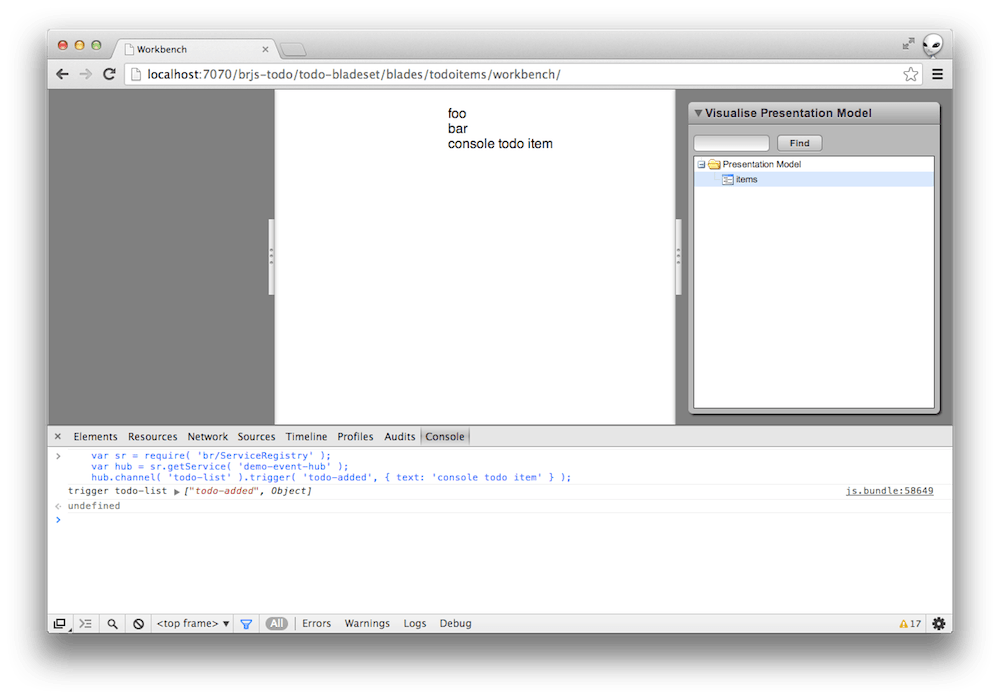 Workbench
localhost:7070/brjs-todo/todo-bladeset/blades/todoitems/workbench/
foo
bar
console todo item
Visualise Presentation Model
Find
Presentation Model
items
Elements Resources Network Sources Timeline Profiles Audits Console
var sr = require( 'br/ServiceRegistry' );
var hub = sr.getService( 'demo-event-hub' );
hub.channel( 'todo-list' ).trigger( 'todo-added', { text: 'console todo item' } );
trigger todo-list ▶ ["todo-added", Object] js.bundle:58649
undefined
<top frame> ▼ All Errors Warnings Logs Debug 17